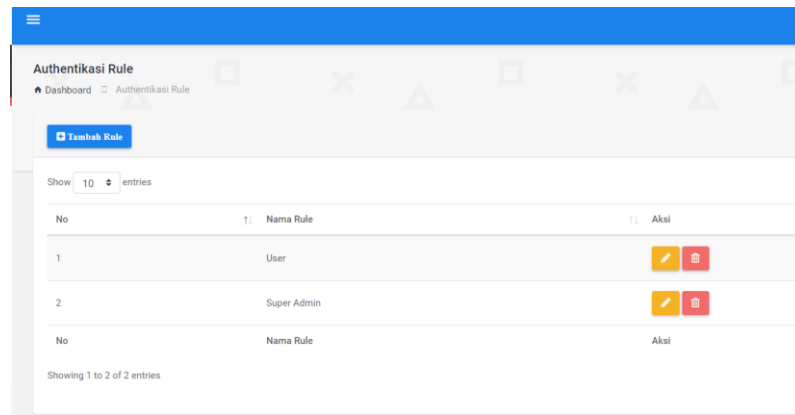 Authentikasi Rule
Dashboard Authentikasi Rule
Tambah Rule
Show 10 entries
No Nama Rule Aksi
1 User
2 Super Admin
No Nama Rule Aksi
Showing 1 to 2 of 2 entries